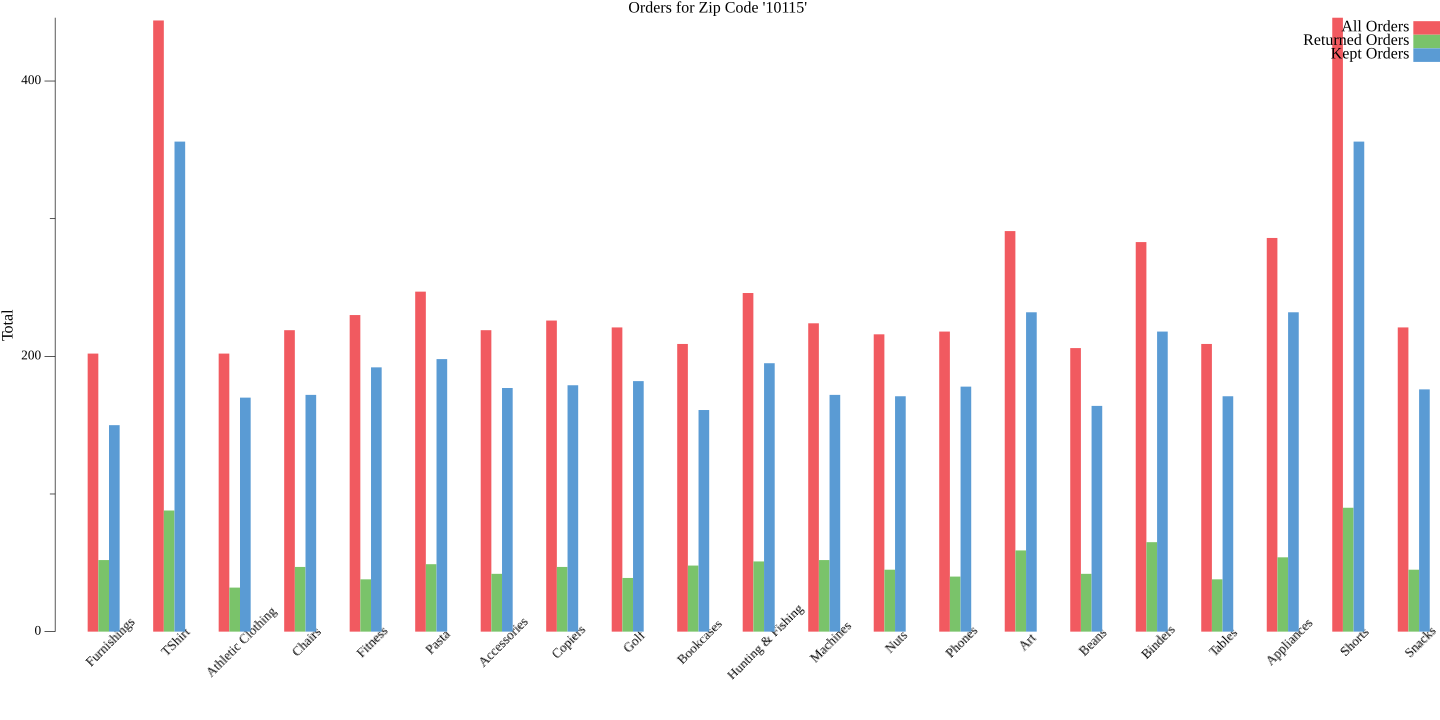 Orders for Zip Code '10115'
All Orders
Returned Orders
Kept Orders
400
200
0
Total
Furnishings
TShirt
Athletic Clothing
Chairs
Fitness
Pasta
Accessories
Copiers
Golf
Bookcases
Hunting & Fishing
Machines
Nuts
Phones
Art
Beans
Binders
Tables
Appliances
Shorts
Snacks